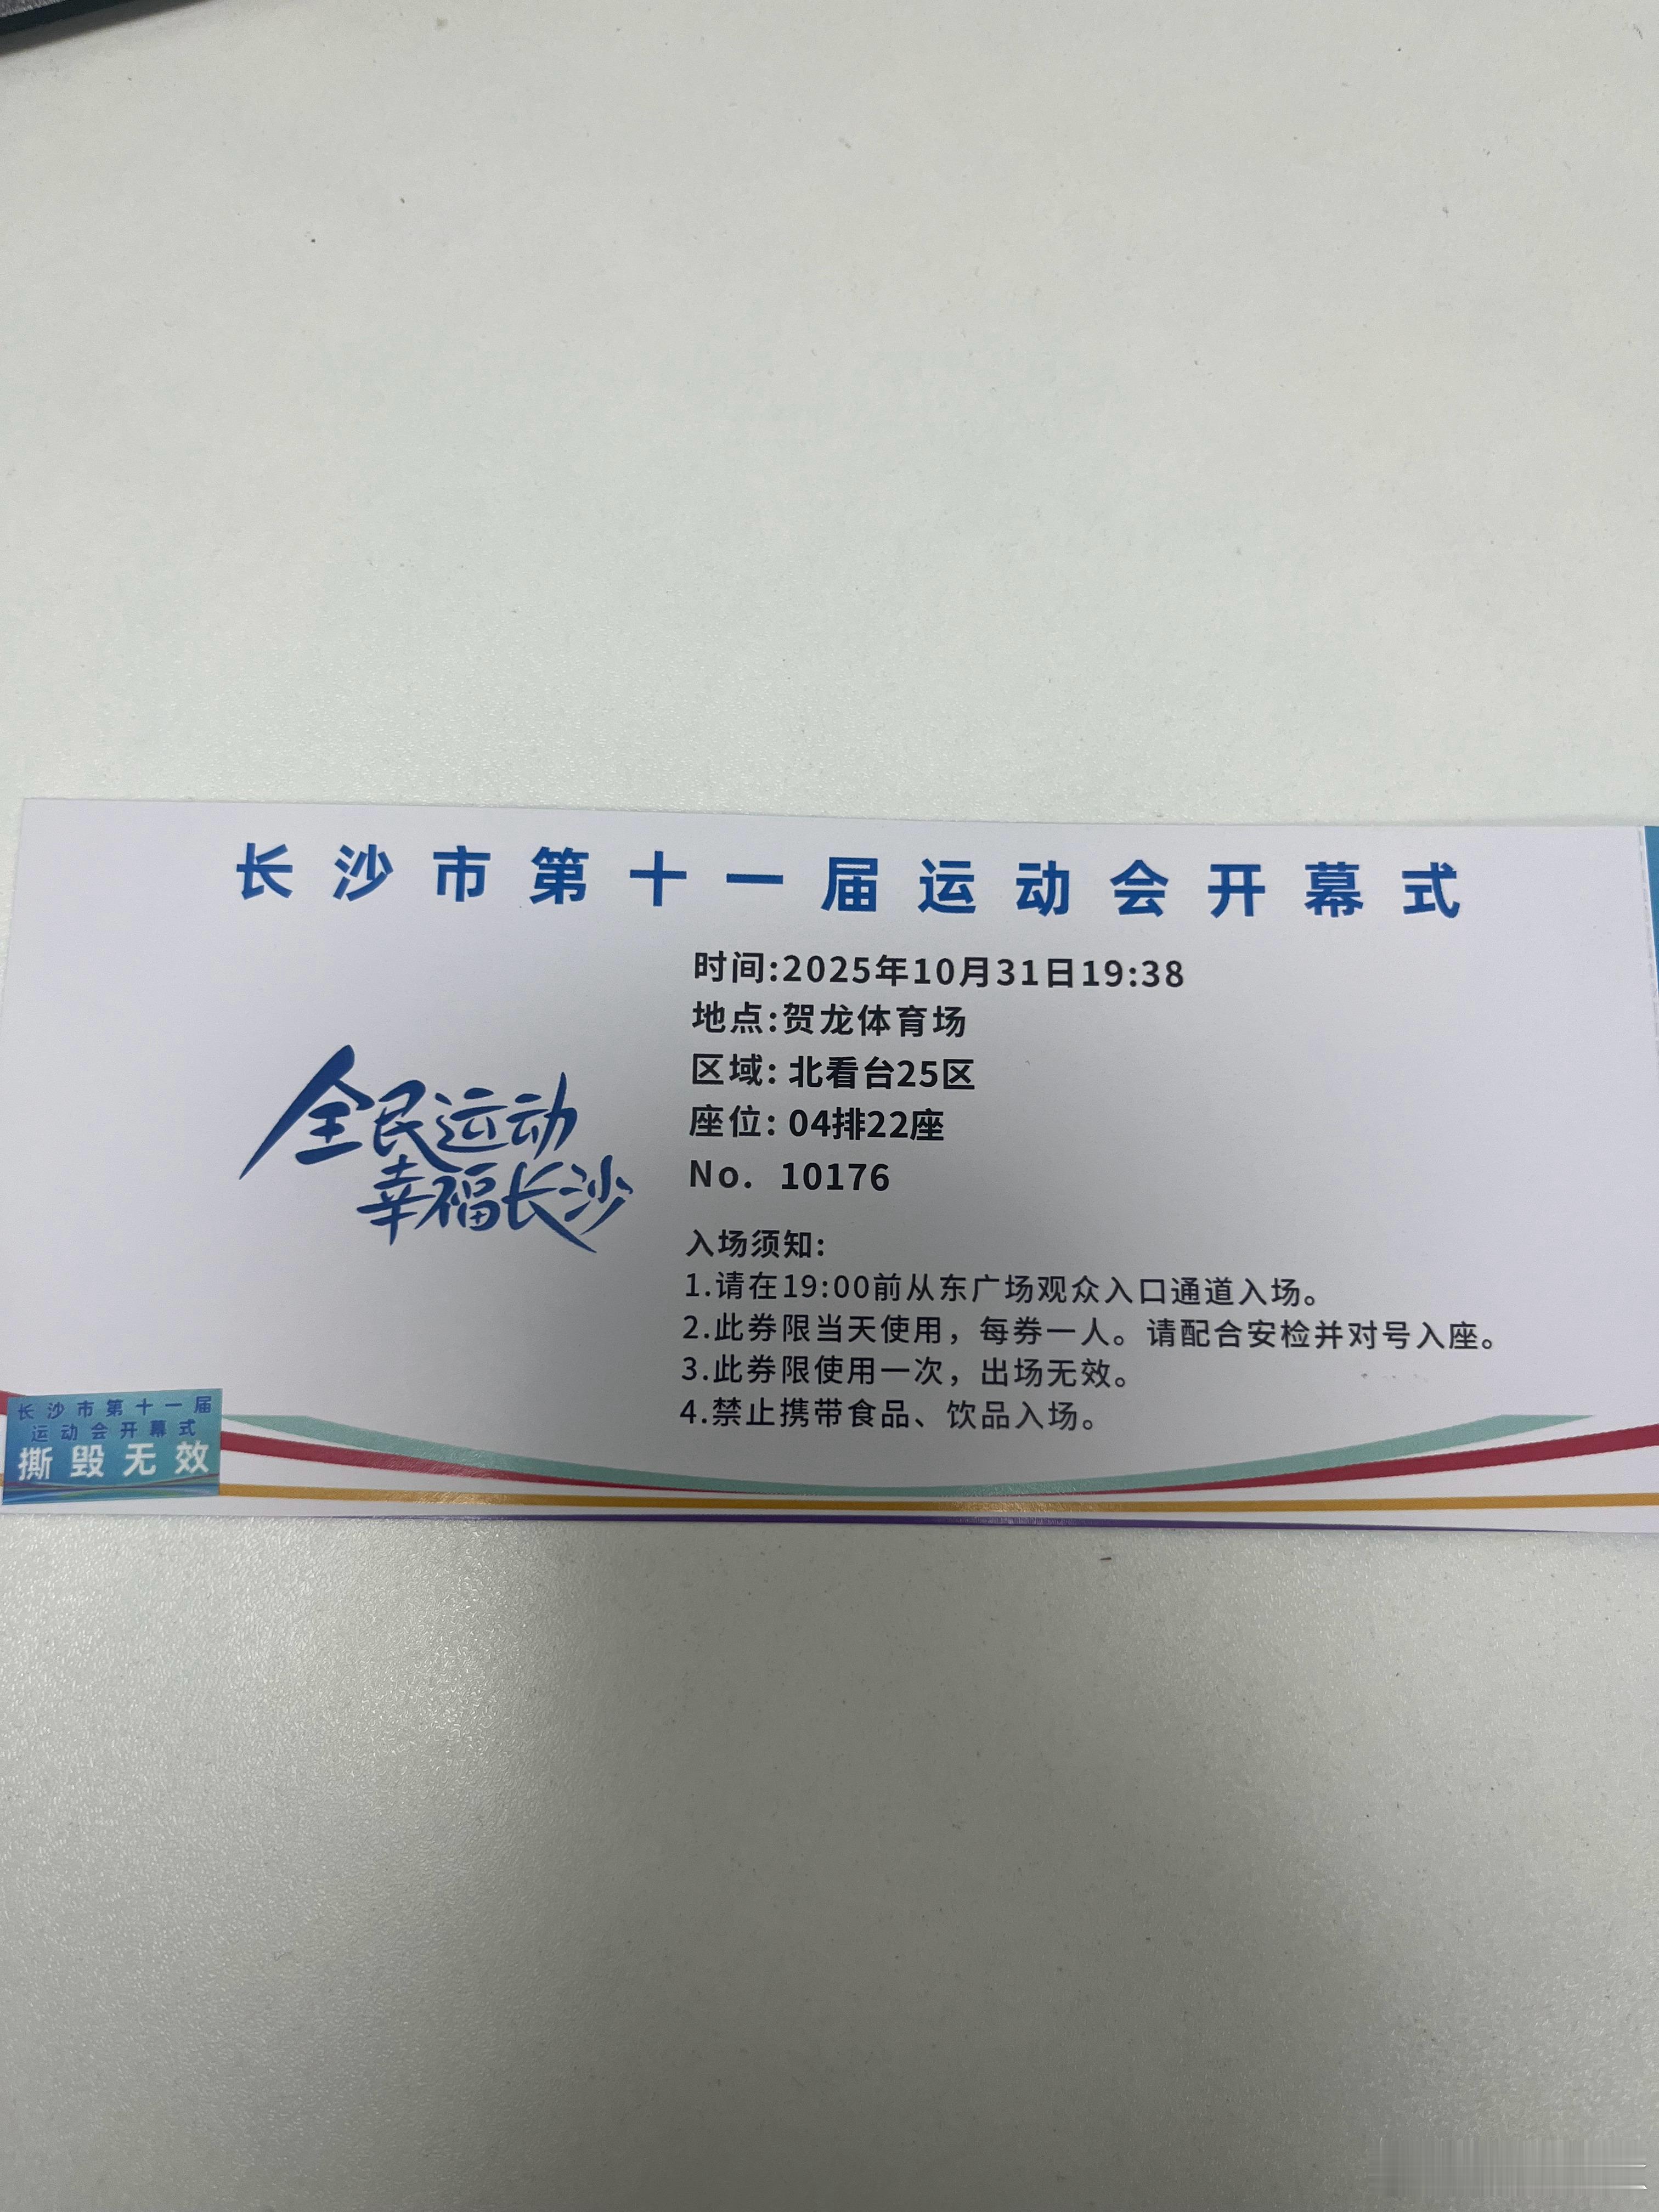 长沙市第十一届运动会开幕式
时间:2025年10月31日19:38
地点:贺龙体育场
区域: 北看台25区
座位: 04排22座
No. 10176
全民运动
幸福长沙
入场须知:
1.请在19:00前从东广场观众入口通道入场。
2.此券限当天使用，每券一人。请配合安检并对号入座。
3.此券限使用一次，出场无效。
4.禁止携带食品、饮品入场。
长沙市第十一届
运动会开幕式
撕毁无效